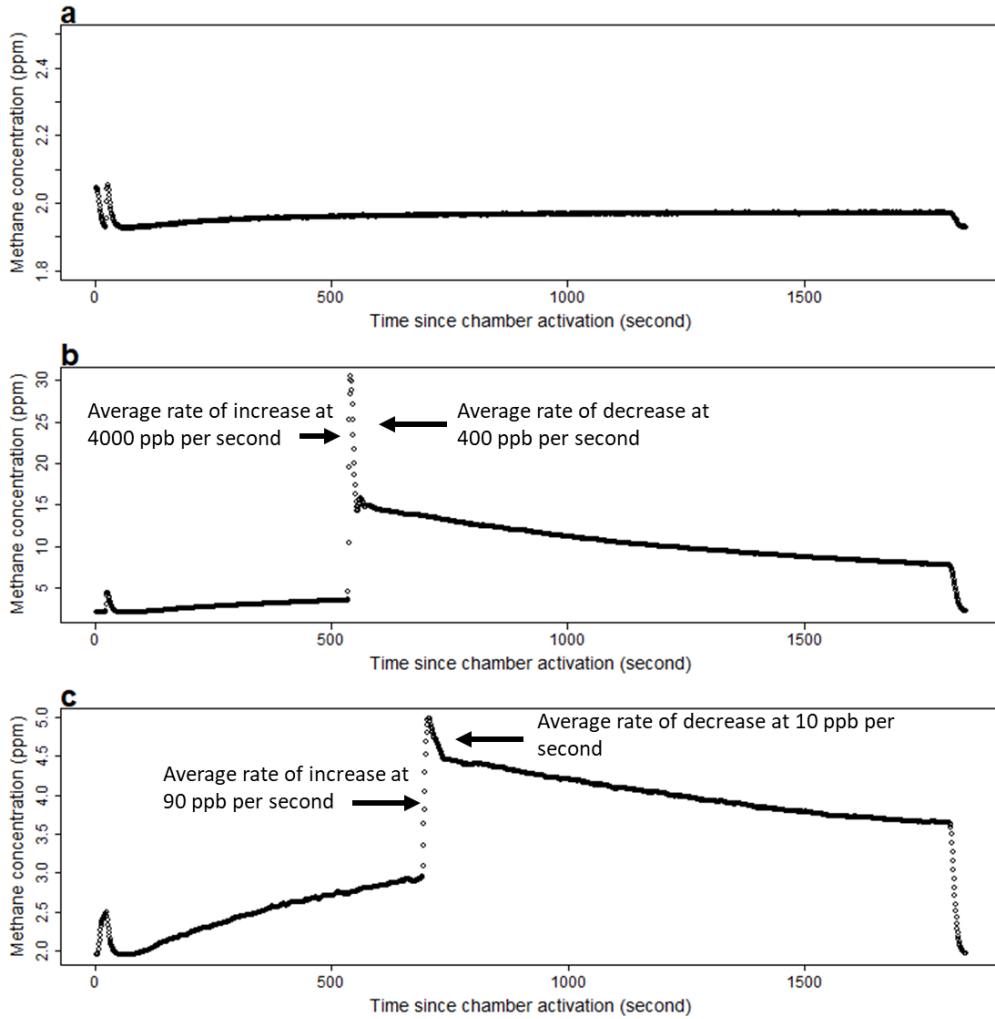 a
Methane concentration (ppm)
1.8 2.0 2.2 2.4
0 500 1000 1500
Time since chamber activation (second)
b
Methane concentration (ppm)
5 10 15 20 25 30
Average rate of increase at
4000 ppb per second
Average rate of decrease at
400 ppb per second
0 500 1000 1500
Time since chamber activation (second)
c
Methane concentration (ppm)
2.0 2.5 3.0 3.5 4.0 4.5 5.0
Average rate of decrease at 10 ppb per
second
Average rate of increase at
90 ppb per second
0 500 1000 1500
Time since chamber activation (second)